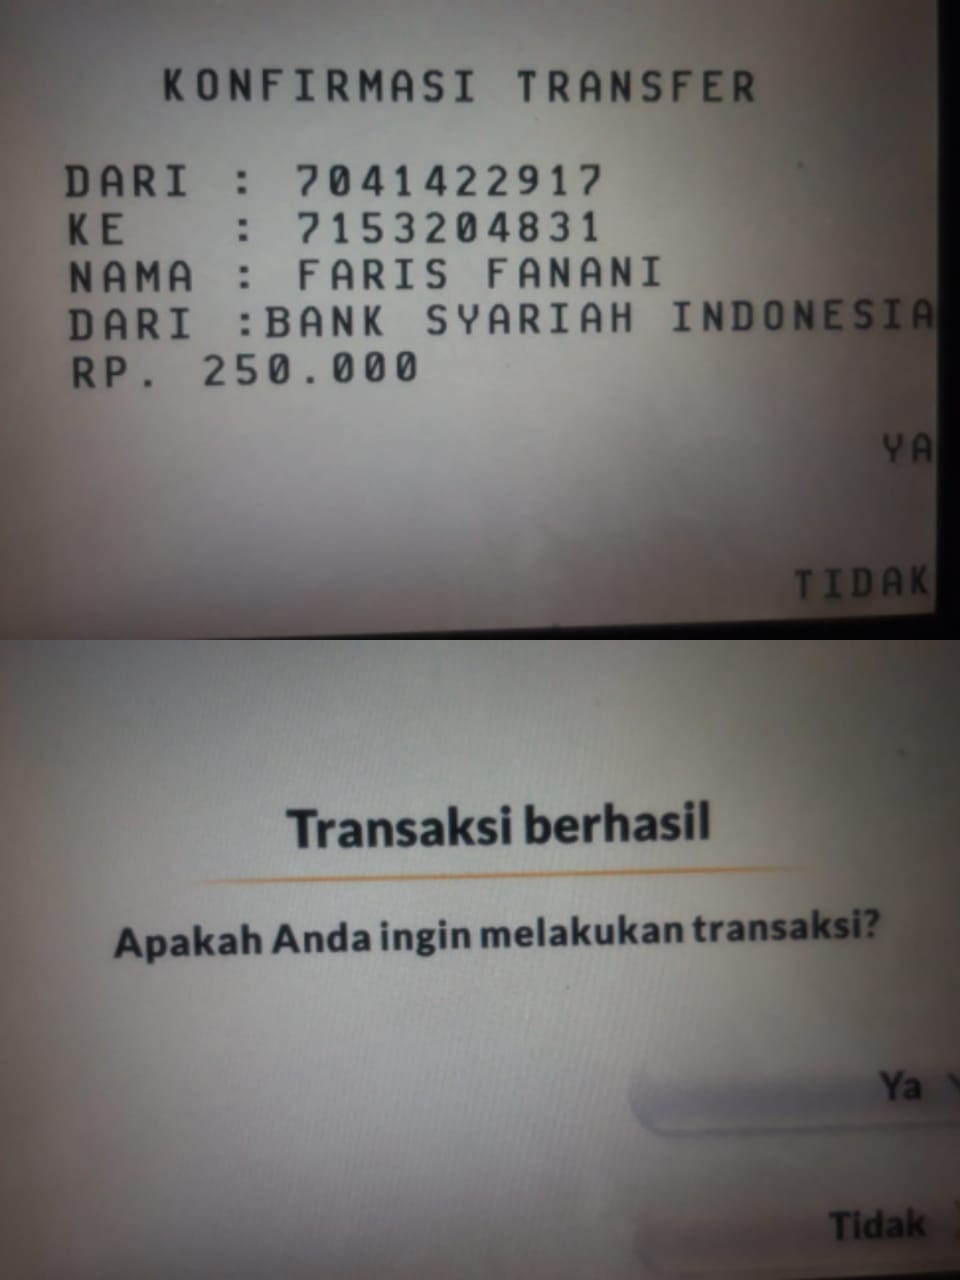 KONFIRMASI TRANSFER
DARI : 7041422917
KE : 7153204831
NAMA : FARIS FANANI
DARI :BANK SYARIAH INDONESIA
RP. 250.000
YA
TIDAK
Transaksi berhasil
Apakah Anda ingin melakukan transaksi?
Ya
Tidak